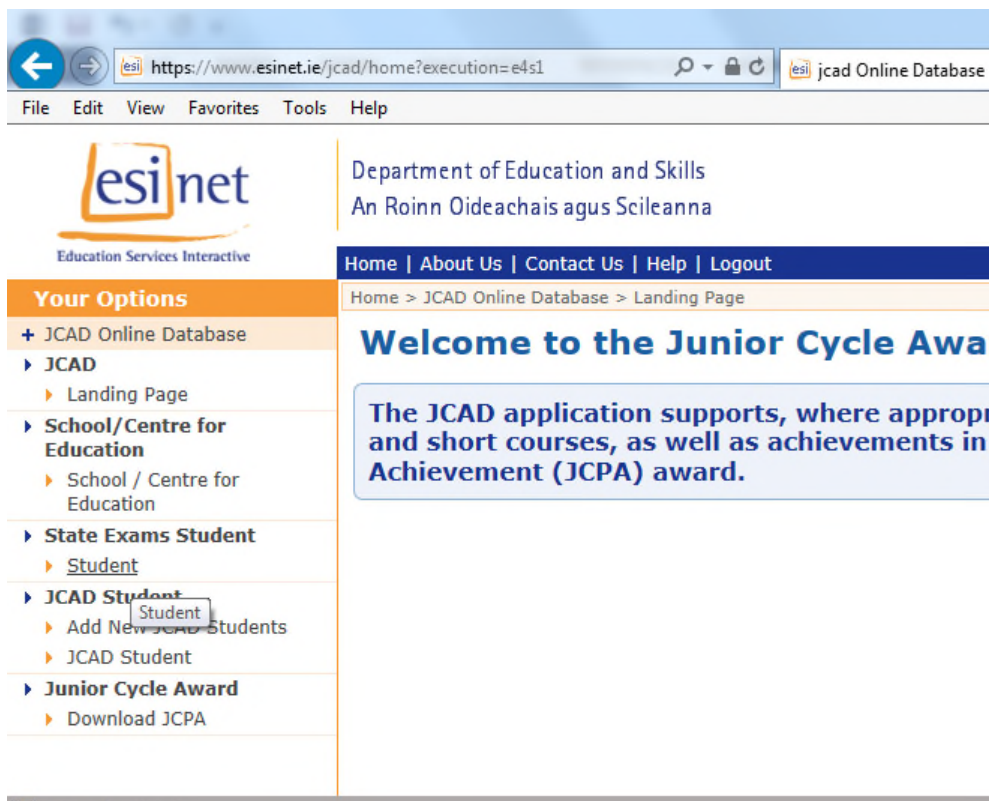 https://www.esinet.ie/jcad/home?execution=e4s1
esi jcad Online Database
File Edit View Favorites Tools Help
esi net
Education Services Interactive
Department of Education and Skills
An Roinn Oideachais agus Scileanna
Home | About Us | Contact Us | Help | Logout
Home > JCAD Online Database > Landing Page
Your Options
+ JCAD Online Database
JCAD
Landing Page
School/Centre for
Education
School / Centre for
Education
State Exams Student
Student
JCAD Student
Student
Add New JCAD Students
JCAD Student
Junior Cycle Award
Download JCPA
Welcome to the Junior Cycle Awa
The JCAD application supports, where appropr
and short courses, as well as achievements in
Achievement (JCPA) award.